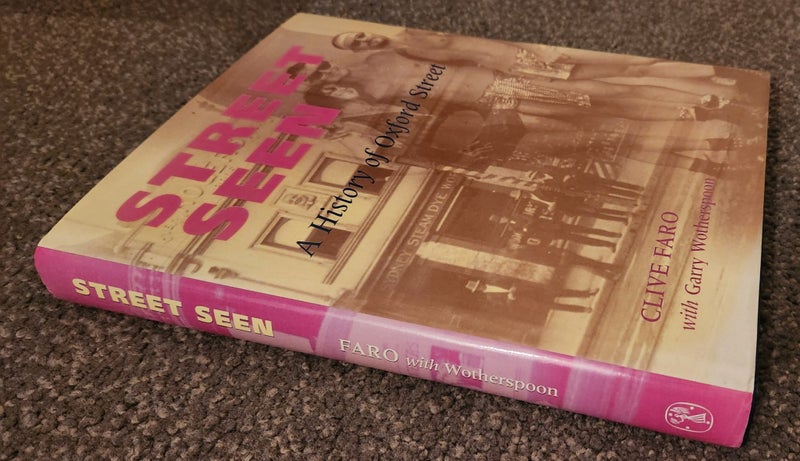 STREET
SEEN
A History of Oxford Street
CLIVE FARO
with Garry Wotherspoon
STREET SEEN
FARO with Wotherspoon